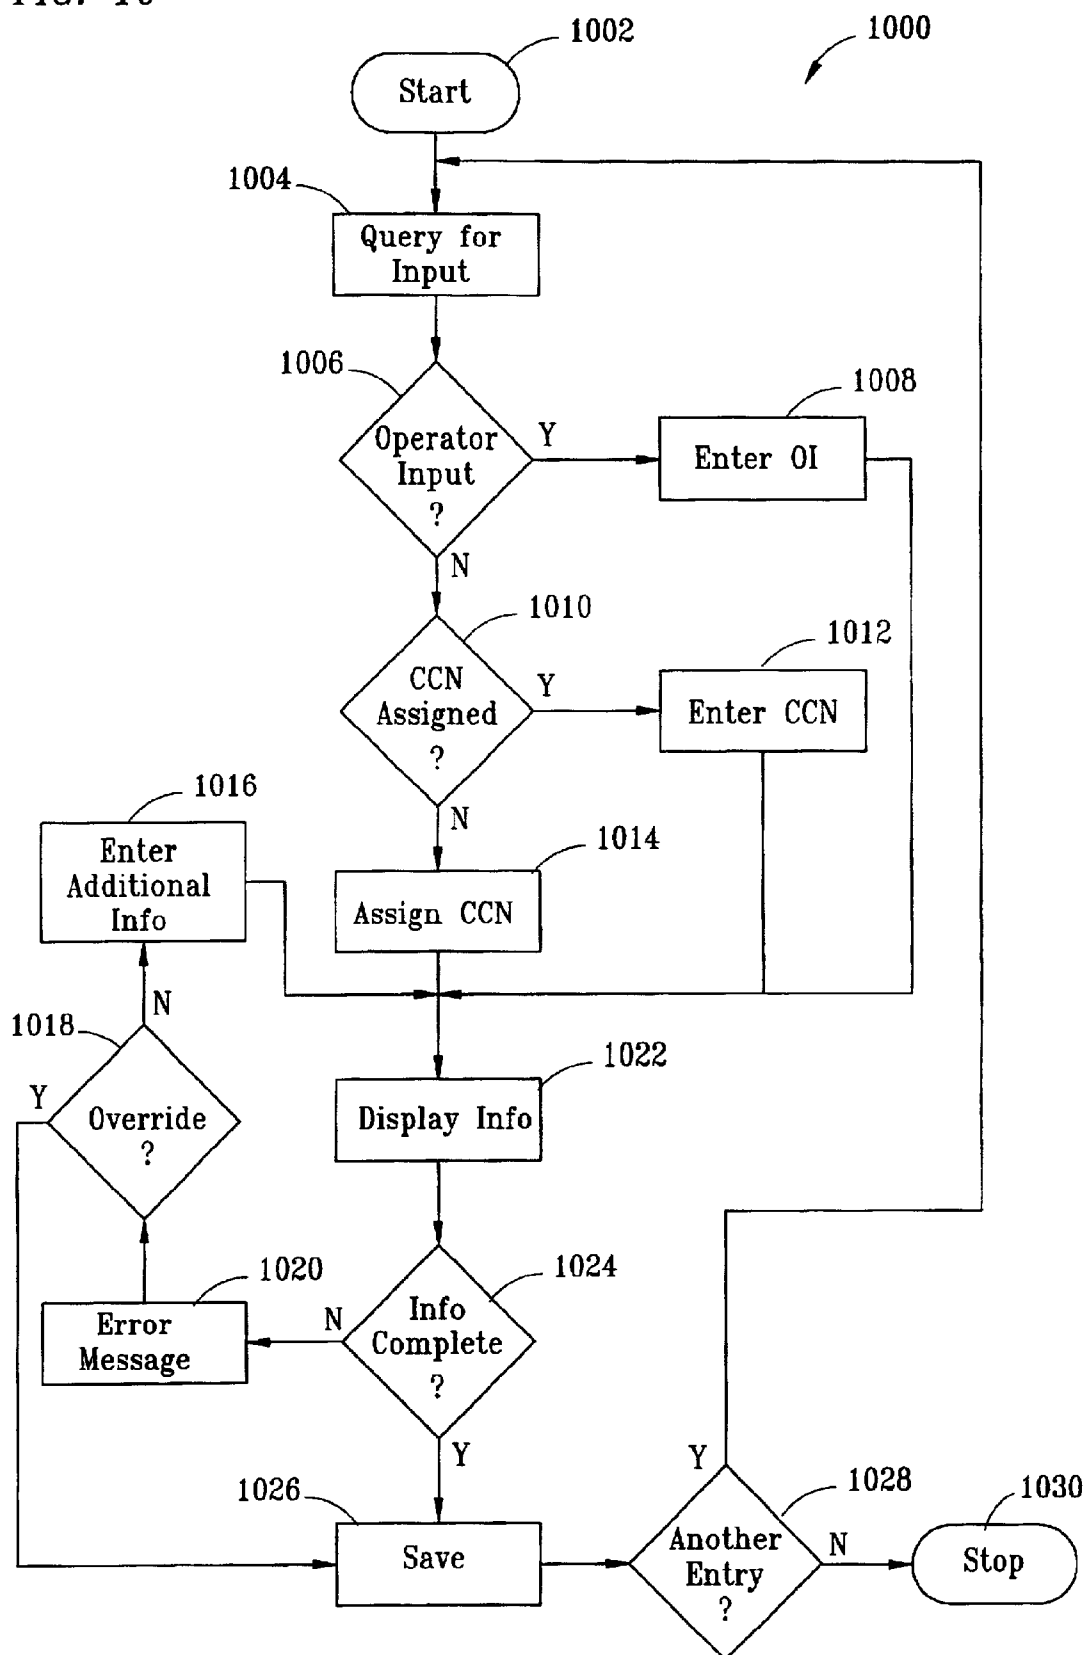 1002
1000
Start
1004
Query for
Input
1006
1008
Operator
Input
?
Y
Enter OI
N
1010
1012
CCN
Assigned
?
Y
Enter CCN
N
1016
1014
Enter
Additional
Info
Assign CCN
N
1018
1022
Y
Override
?
Display Info
1020
1024
Error
Message
N
Info
Complete
?
Y
Y
1026
1028
1030
Save
Another
Entry
?
N
Stop